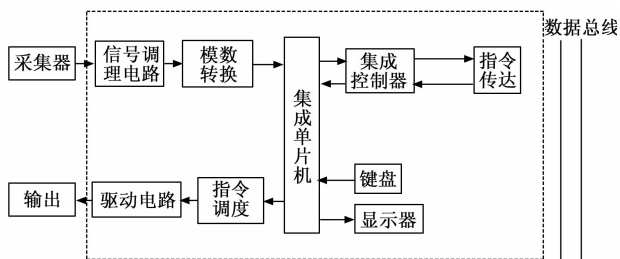 数据总线
采集器
信号调
理电路
模数
转换
集成单片机
集成
控制器
指令
传达
键盘
显示器
指令
调度
驱动电路
输出